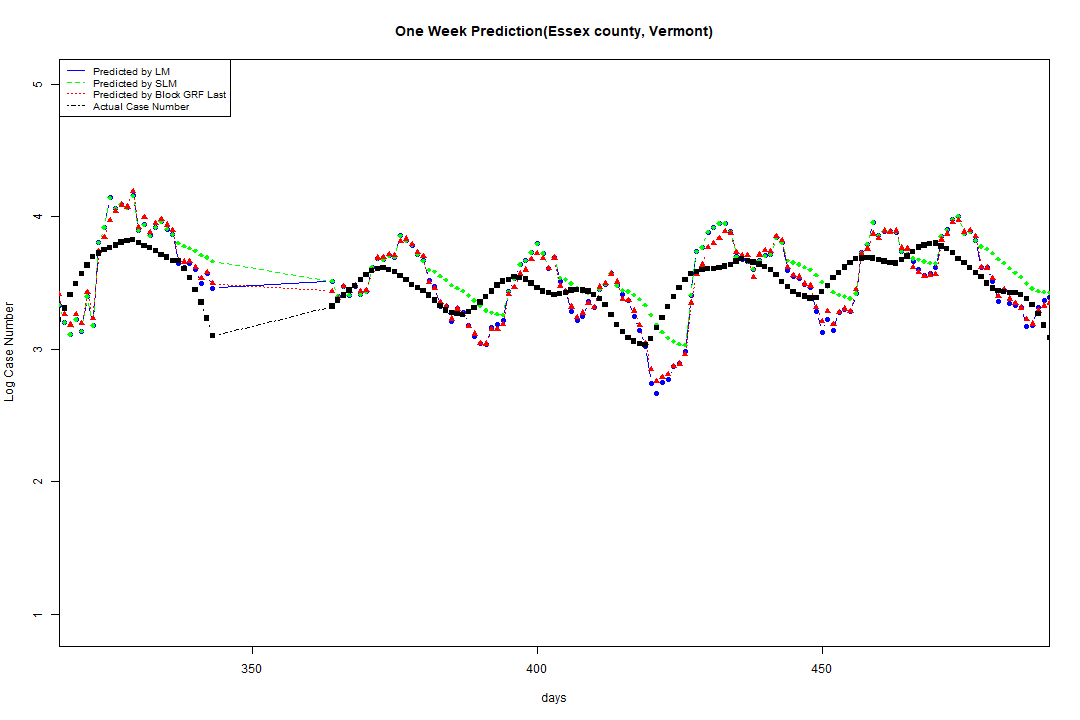 One Week Prediction(Essex county, Vermont)
Predicted by LM
Predicted by SLM
Predicted by Block GRF Last
Actual Case Number
5
4
3
2
1
Log Case Number
350
400
450
days